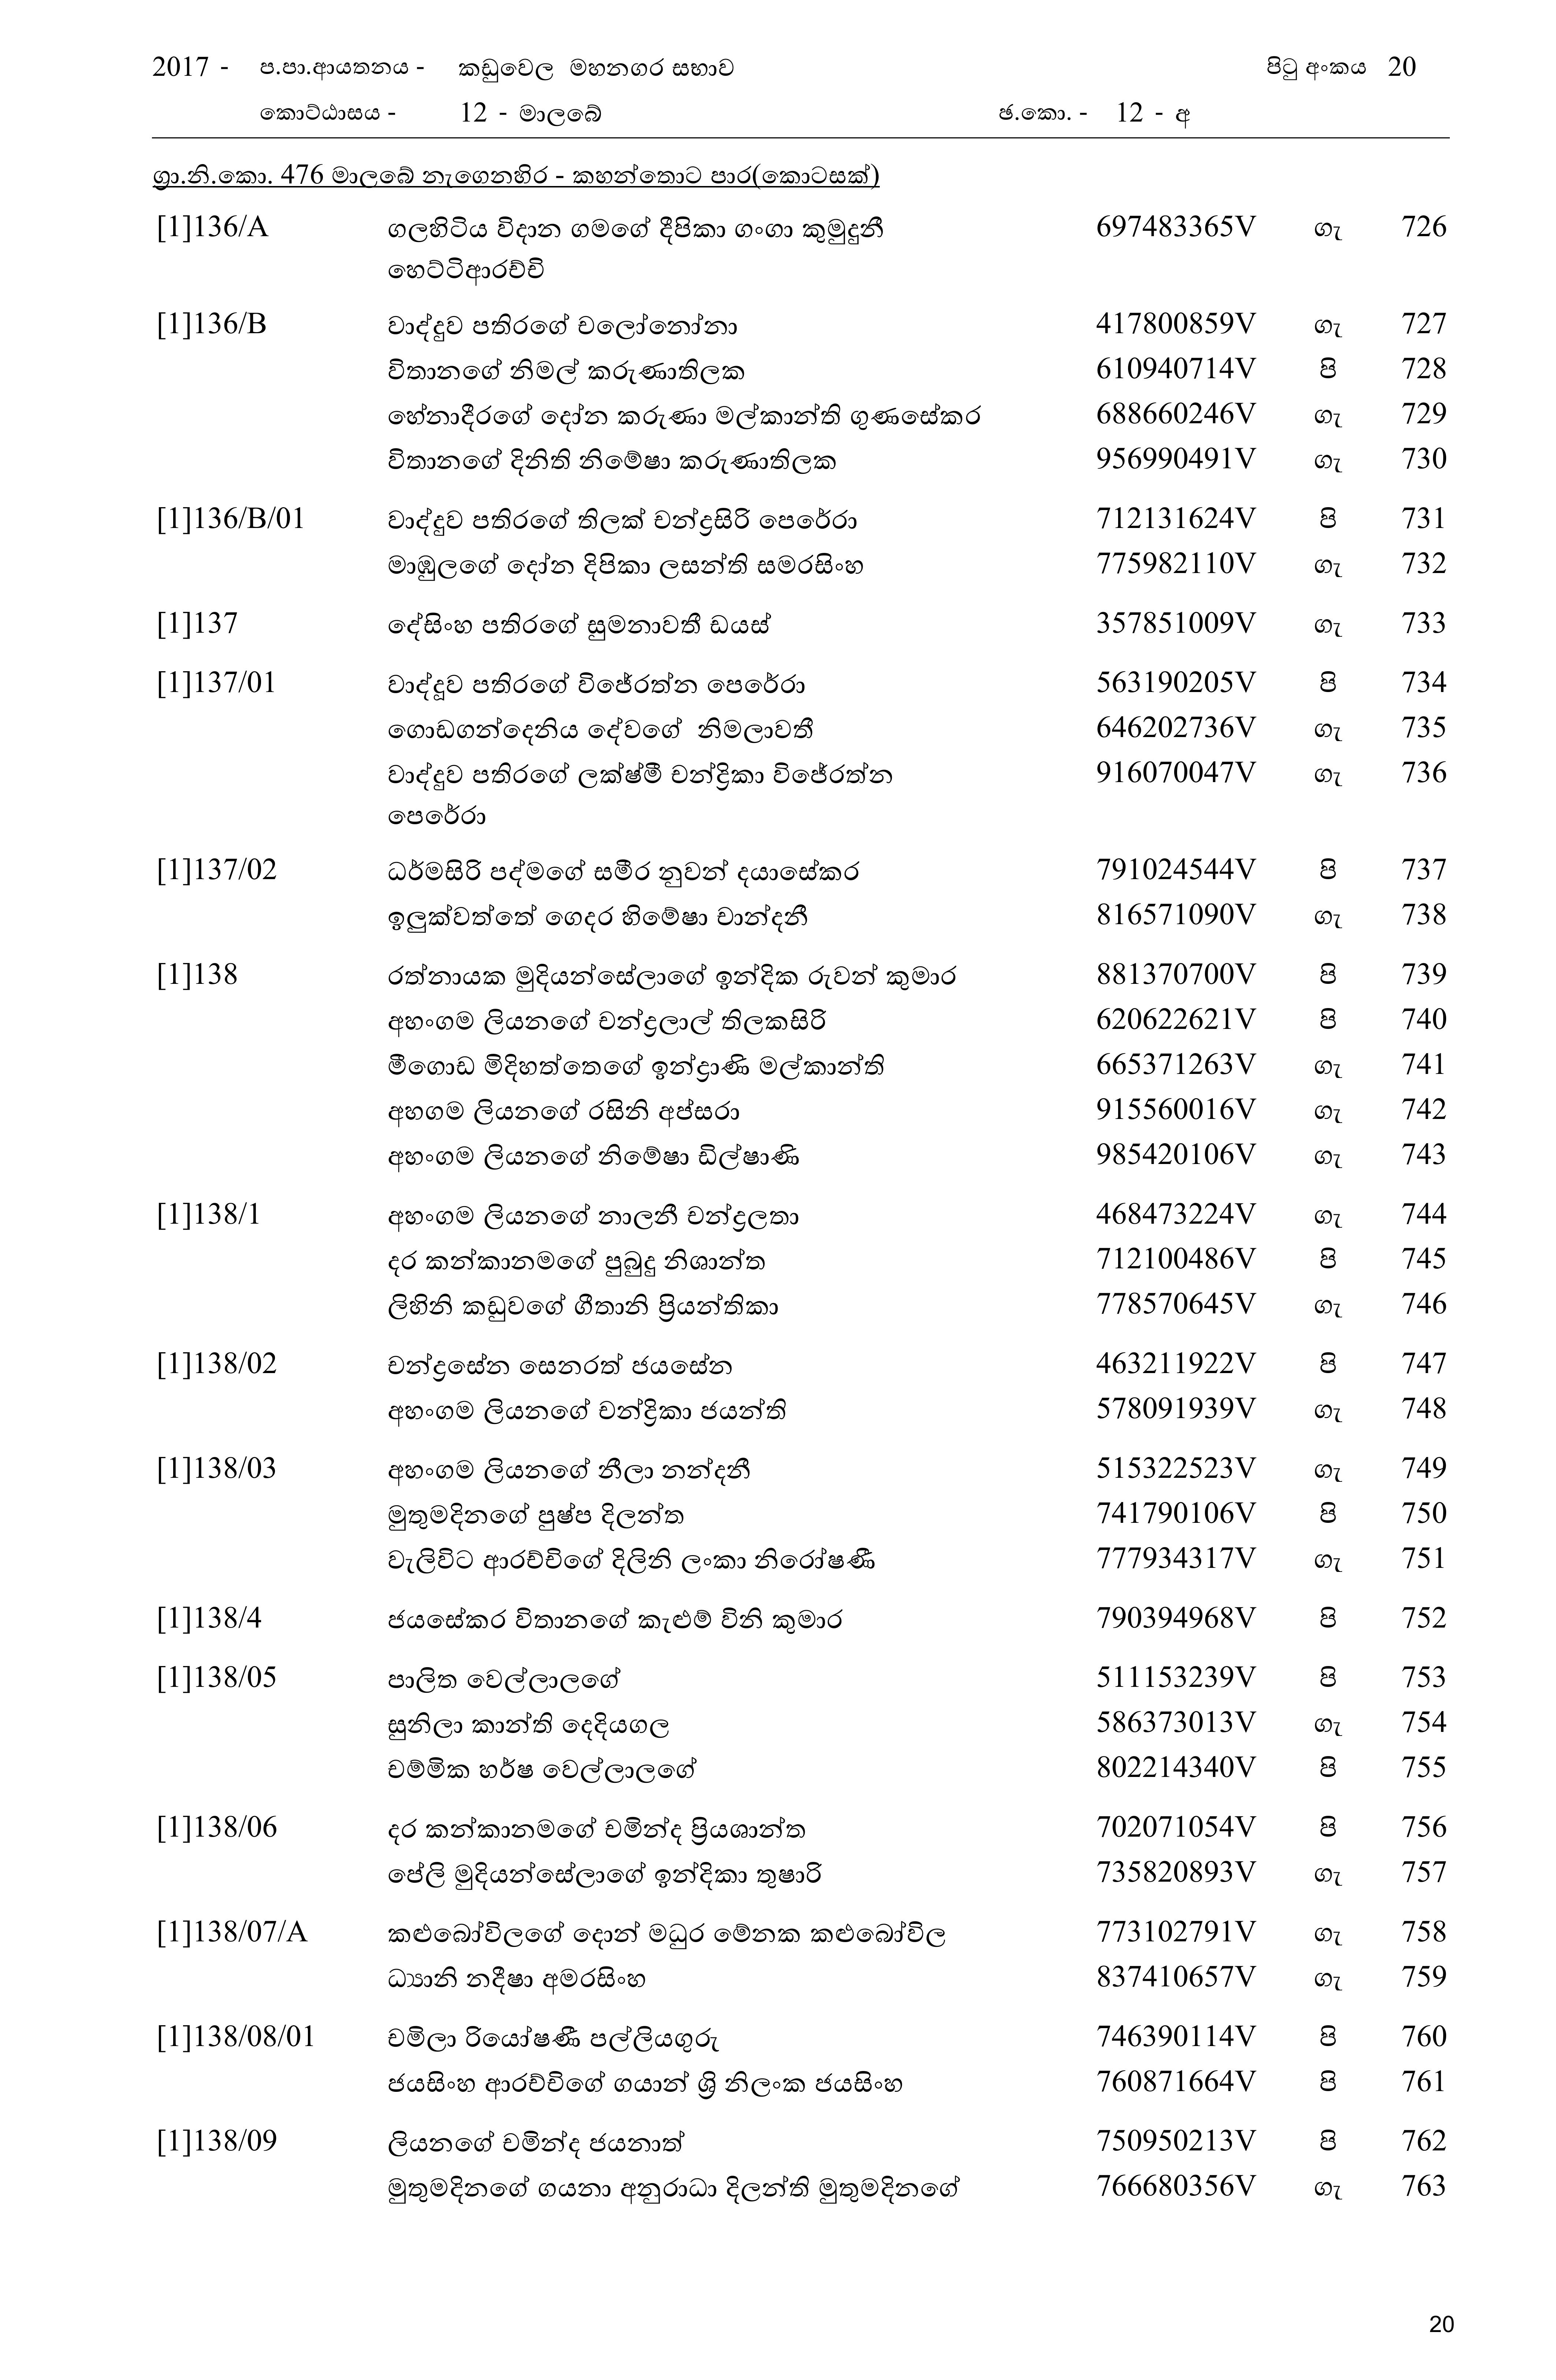 2017 - ප.පා.ආයතනය - කඩුවෙල මහනගර සභාව පිටු අංකය 20
කොට්ඨාසය - 12 - මාලබේ ඡ.කො. - 12 - අ
ග්‍රා.නි.කො. 476 මාලබේ නැගෙනහිර - කහන්තොට පාර(කොටසක්)
[1]136/A ගලහිටිය විදාන ගමගේ දීපිකා ගංගා කුමුදුනී 697483365V ගැ 726
හෙට්ටිආරච්චි
[1]136/B වාද්දුව පතිරගේ චලෝනෝනා 417800859V ගැ 727
විතානගේ නිමල් කරුණාතිලක 610940714V පි 728
හේනාදීරගේ දෝන කරුණා මල්කාන්ති ගුණසේකර 688660246V ගැ 729
විතානගේ දිනිති නිමේෂා කරුණාතිලක 956990491V ගැ 730
[1]136/B/01 වාද්දුව පතිරගේ තිලක් චන්ද්‍රසිරි පෙරේරා 712131624V පි 731
මාඹුලගේ දෝන දිපිකා ලසන්ති සමරසිංහ 775982110V ගැ 732
[1]137 දේසිංහ පතිරගේ සුමනාවතී ඩයස් 357851009V ගැ 733
[1]137/01 වාද්දූව පතිරගේ විජේරත්න පෙරේරා 563190205V පි 734
ගොඩගන්දෙනිය දේවගේ නිමලාවතී 646202736V ගැ 735
වාද්දුව පතිරගේ ලක්ෂ්මී චන්ද්‍රිකා විජේරත්න 916070047V ගැ 736
පෙරේරා
[1]137/02 ධර්මසිරි පද්මගේ සමීර නුවන් දයාසේකර 791024544V පි 737
ඉලුක්වත්තේ ගෙදර හිමේෂා චාන්දනී 816571090V ගැ 738
[1]138 රත්නායක මුදියන්සේලාගේ ඉන්දික රුවන් කුමාර 881370700V පි 739
අහංගම ලියනගේ චන්ද්‍රලාල් තිලකසිරි 620622621V පි 740
මීගොඩ මිදිහත්තෙගේ ඉන්ද්‍රාණි මල්කාන්ති 665371263V ගැ 741
අහගම ලියනගේ රසිනි අප්සරා 915560016V ගැ 742
අහංගම ලියනගේ නිමේෂා ඩිල්ෂාණි 985420106V ගැ 743
[1]138/1 අහංගම ලියනගේ නාලනී චන්ද්‍රලතා 468473224V ගැ 744
දර කන්කානමගේ පුබුදු නිශාන්ත 712100486V පි 745
ලිහිනි කඩුවගේ ගීතානි ප්‍රියන්තිකා 778570645V ගැ 746
[1]138/02 චන්ද්‍රසේන සෙනරත් ජයසේන 463211922V පි 747
අහංගම ලියනගේ චන්ද්‍රිකා ජයන්ති 578091939V ගැ 748
[1]138/03 අහංගම ලියනගේ නීලා නන්දනී 515322523V ගැ 749
මුතුමදිනගේ පුෂ්ප දිලන්ත 741790106V පි 750
වැලිවිට ආරච්චිගේ දිලිනි ලංකා නිරෝෂණී 777934317V ගැ 751
[1]138/4 ජයසේකර විතානගේ කැළුම් විනි කුමාර 790394968V පි 752
[1]138/05 පාලිත වෙල්ලාලගේ 511153239V පි 753
සුනිලා කාන්ති දෙදියගල 586373013V ගැ 754
චම්මික හර්ෂ වෙල්ලාලගේ 802214340V පි 755
[1]138/06 දර කන්කානමගේ චමින්ද ප්‍රියශාන්ත 702071054V පි 756
පේලි මුදියන්සේලාගේ ඉන්දිකා තුෂාරි 735820893V ගැ 757
[1]138/07/A කළුබෝවිලගේ දොන් මධුර මේනක කළුබෝවිල 773102791V ගැ 758
ධ්‍යානි නදීෂා අමරසිංහ 837410657V ගැ 759
[1]138/08/01 චමිලා රියෝෂණී පල්ලියගුරු 746390114V පි 760
ජයසිංහ ආරච්චිගේ ගයාන් ශ්‍රි නිලංක ජයසිංහ 760871664V පි 761
[1]138/09 ලියනගේ චමින්ද ජයනාත් 750950213V පි 762
මුතුමදිනගේ ගයනා අනුරාධා දිලන්ති මුතුමදිනගේ 766680356V ගැ 763
20